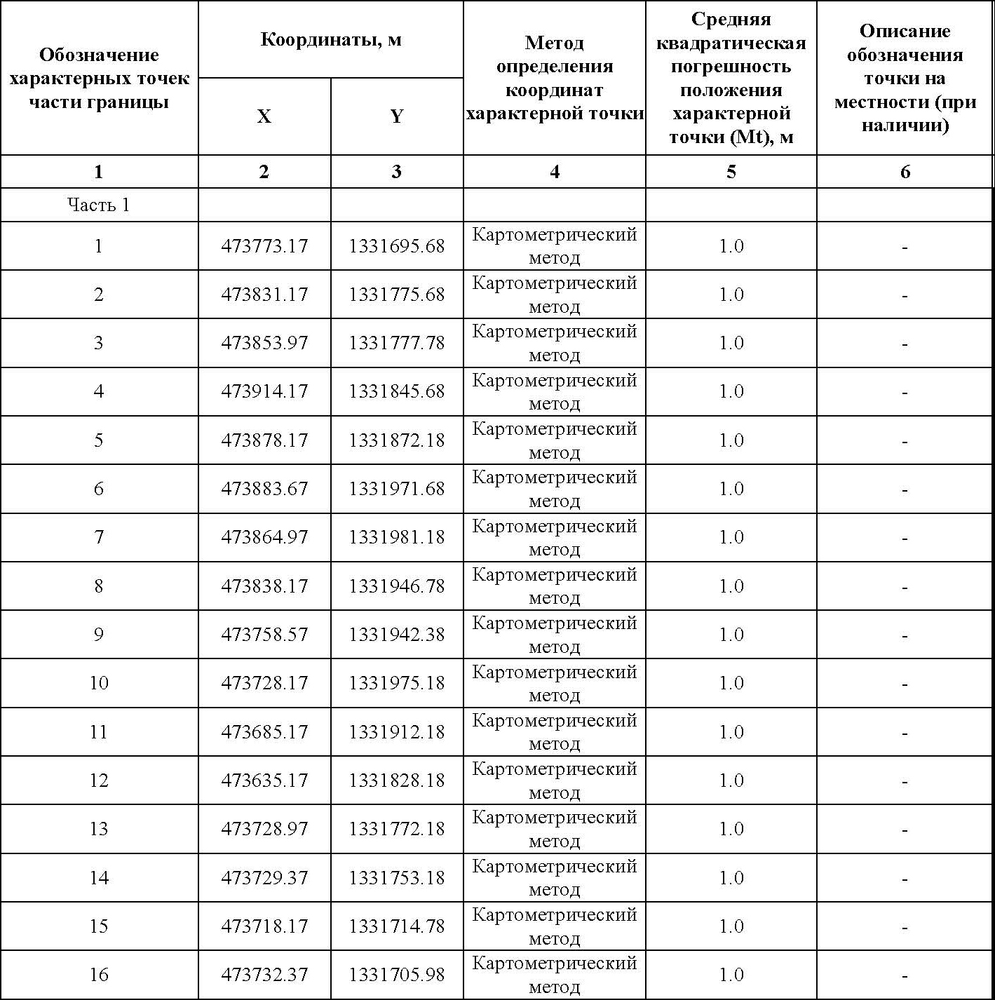 Обозначение
характерных точек
части границы
Координаты, м
X
Y
Метод
определения
координат
характерной точки
Средняя
квадратическая
погрешность
положения
характерной
точки (Mt), м
Описание
обозначения
точки на
местности (при
наличии)
1 2 3 4 5 6
Часть 1
1 473773.17 1331695.68 Картометрический
метод 1.0 -
2 473831.17 1331775.68 Картометрический
метод 1.0 -
3 473853.97 1331777.78 Картометрический
метод 1.0 -
4 473914.17 1331845.68 Картометрический
метод 1.0 -
5 473878.17 1331872.18 Картометрический
метод 1.0 -
6 473883.67 1331971.68 Картометрический
метод 1.0 -
7 473864.97 1331981.18 Картометрический
метод 1.0 -
8 473838.17 1331946.78 Картометрический
метод 1.0 -
9 473758.57 1331942.38 Картометрический
метод 1.0 -
10 473728.17 1331975.18 Картометрический
метод 1.0 -
11 473685.17 1331912.18 Картометрический
метод 1.0 -
12 473635.17 1331828.18 Картометрический
метод 1.0 -
13 473728.97 1331772.18 Картометрический
метод 1.0 -
14 473729.37 1331753.18 Картометрический
метод 1.0 -
15 473718.17 1331714.78 Картометрический
метод 1.0 -
16 473732.37 1331705.98 Картометрический
метод 1.0 -